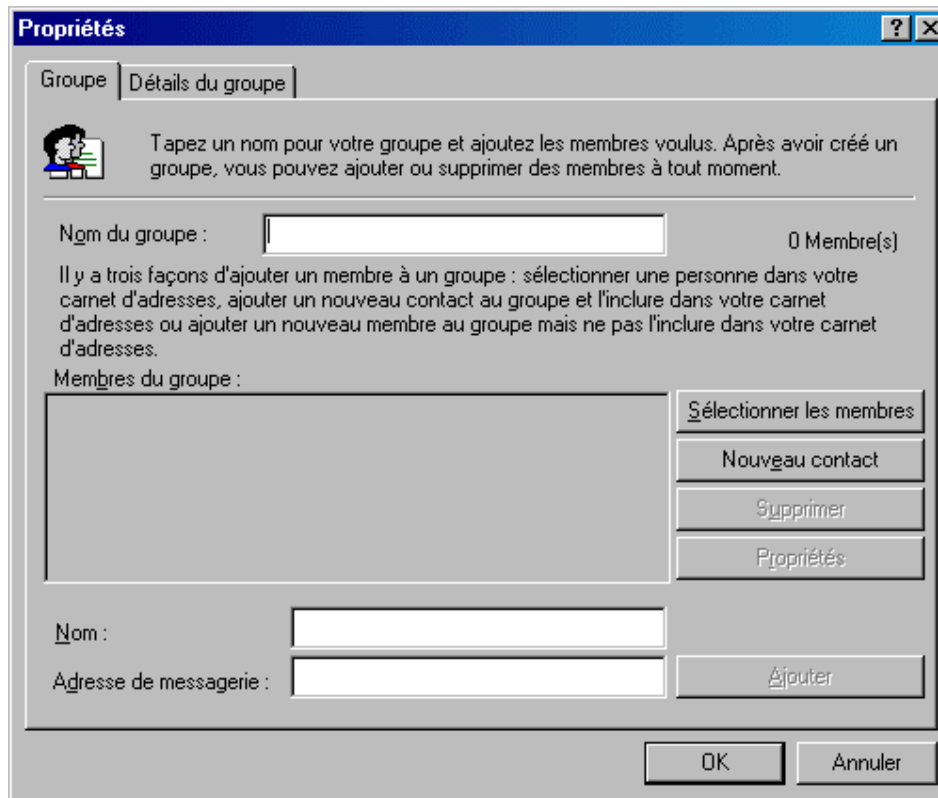 Propriétés
Groupe
Détails du groupe
Tapez un nom pour votre groupe et ajoutez les membres voulus. Après avoir créé un
groupe, vous pouvez ajouter ou supprimer des membres à tout moment.
Nom du groupe :
0 Membre(s)
Il y a trois façons d'ajouter un membre à un groupe : sélectionner une personne dans votre
carnet d'adresses, ajouter un nouveau contact au groupe et l'inclure dans votre carnet
d'adresses ou ajouter un nouveau membre au groupe mais ne pas l'inclure dans votre carnet
d'adresses.
Membres du groupe :
Sélectionner les membres
Nouveau contact
Supprimer
Propriétés
Nom :
Adresse de messagerie :
Ajouter
OK
Annuler